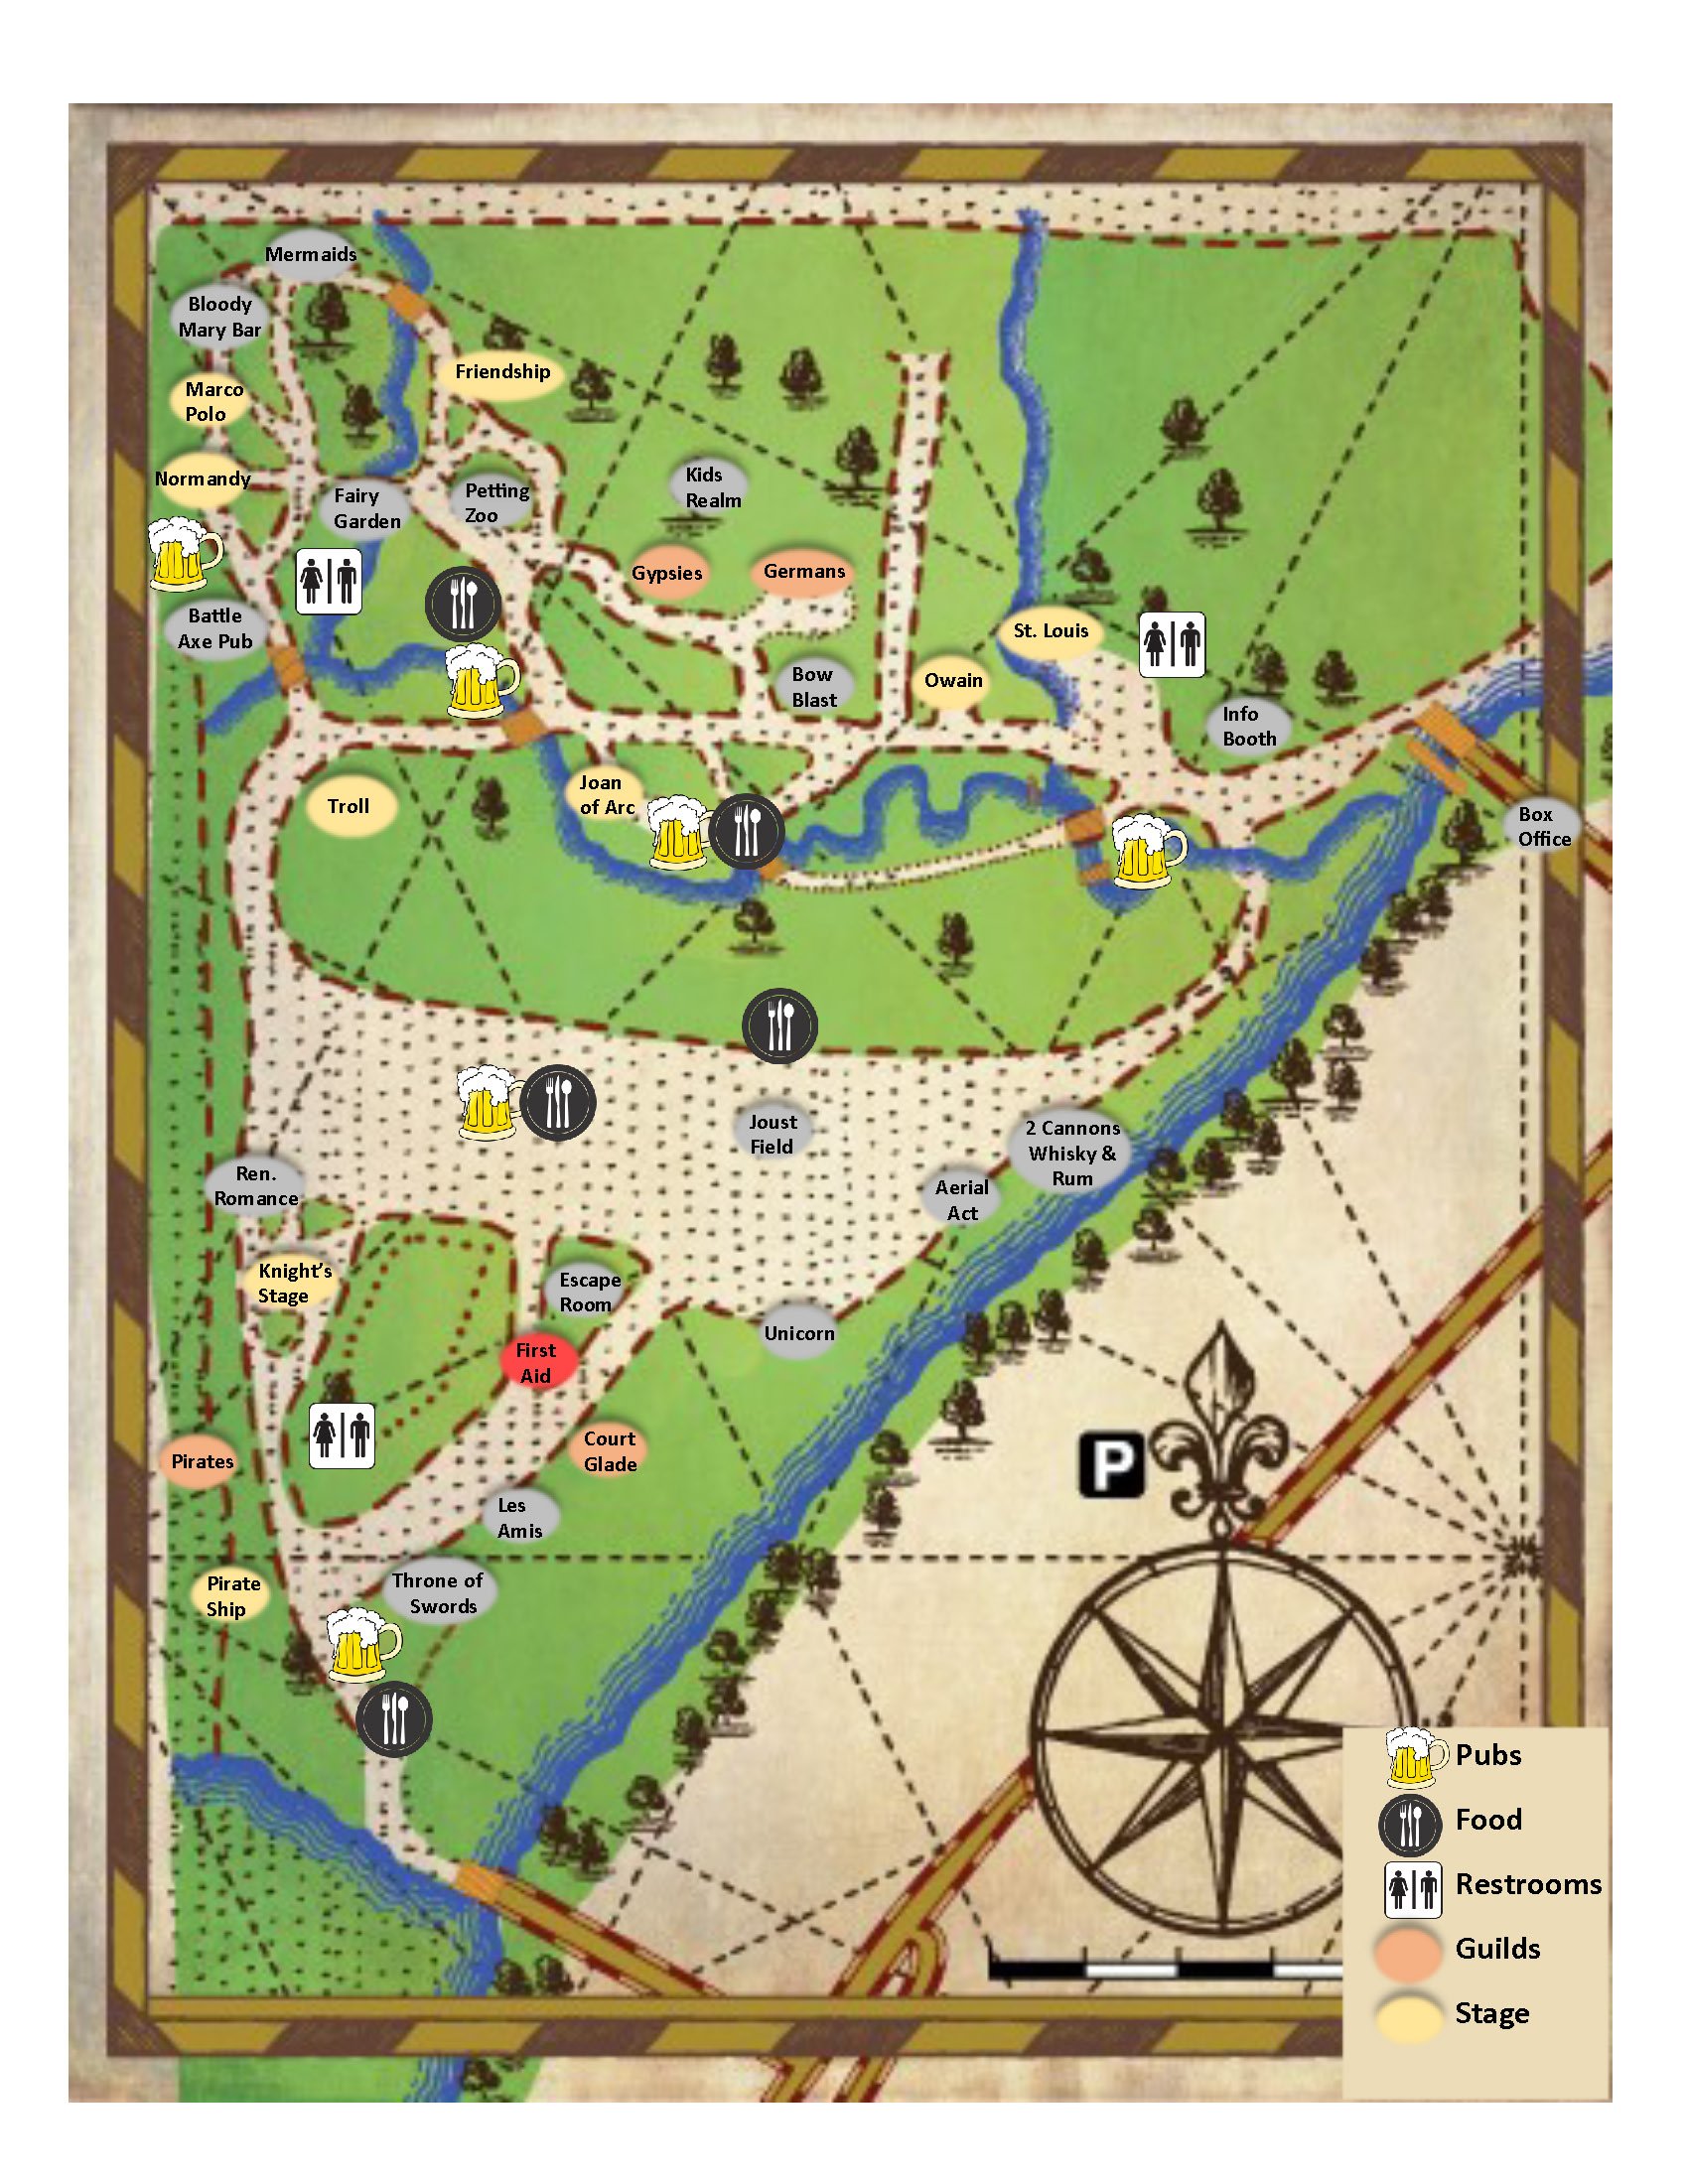 Mermaids
Bloody
Mary Bar
Friendship
Marco
Polo
Normandy
Fairy
Garden
Petting
Zoo
Kids
Realm
Gypsies
Germans
Battle
Axe Pub
St. Louis
Bow
Blast
Owain
Info
Booth
Troll
Joan
of Arc
Box
Office
Joust
Field
2 Cannons
Whisky &
Rum
Ren.
Romance
Aerial
Act
Knight's
Stage
Escape
Room
Unicorn
First
Aid
Pirates
Court
Glade
P
Les
Amis
Pirate
Ship
Throne of
Swords
Pubs
Food
Restrooms
Guilds
Stage